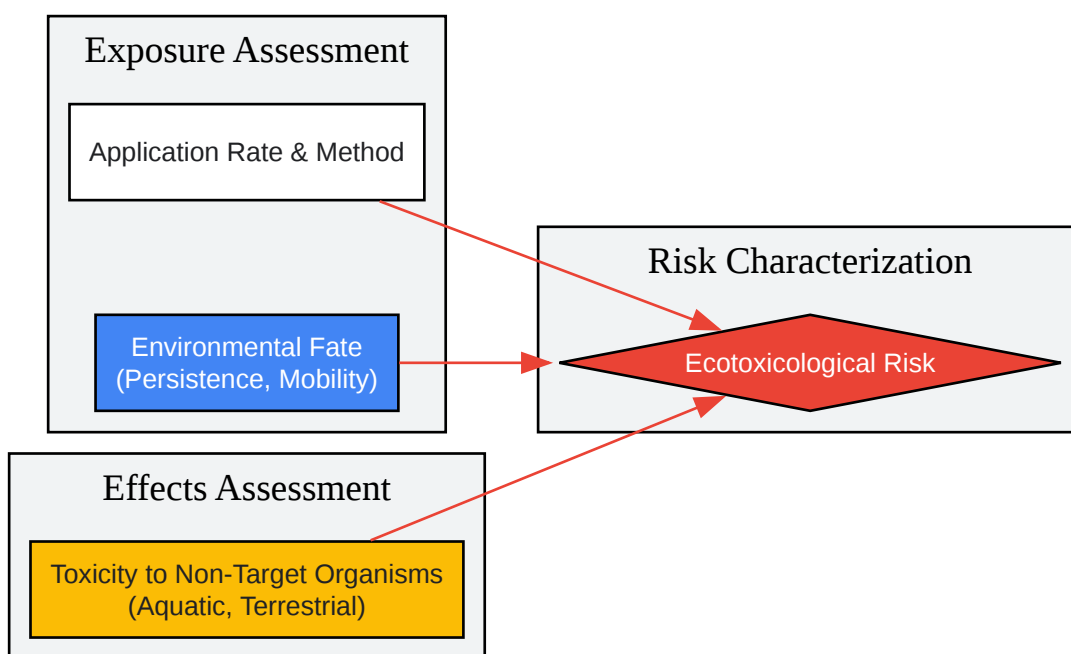 Exposure Assessment
Application Rate & Method
Environmental Fate
(Persistence, Mobility)
Risk Characterization
Ecotoxicological Risk
Effects Assessment
Toxicity to Non-Target Organisms
(Aquatic, Terrestrial)